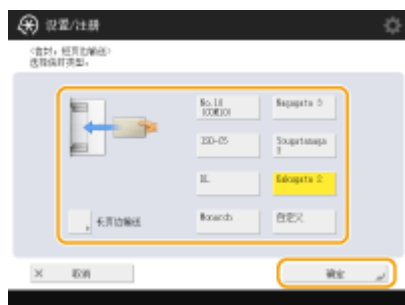 设置/注册
<信封: 短页边输送>
选择信封类型。
No.10
(COM10)
Nagagata 3
ISO-C5
Yougatanaga
3
DL
Kakugata 2
长页边输送
Monarch
自定义
× 取消
确定